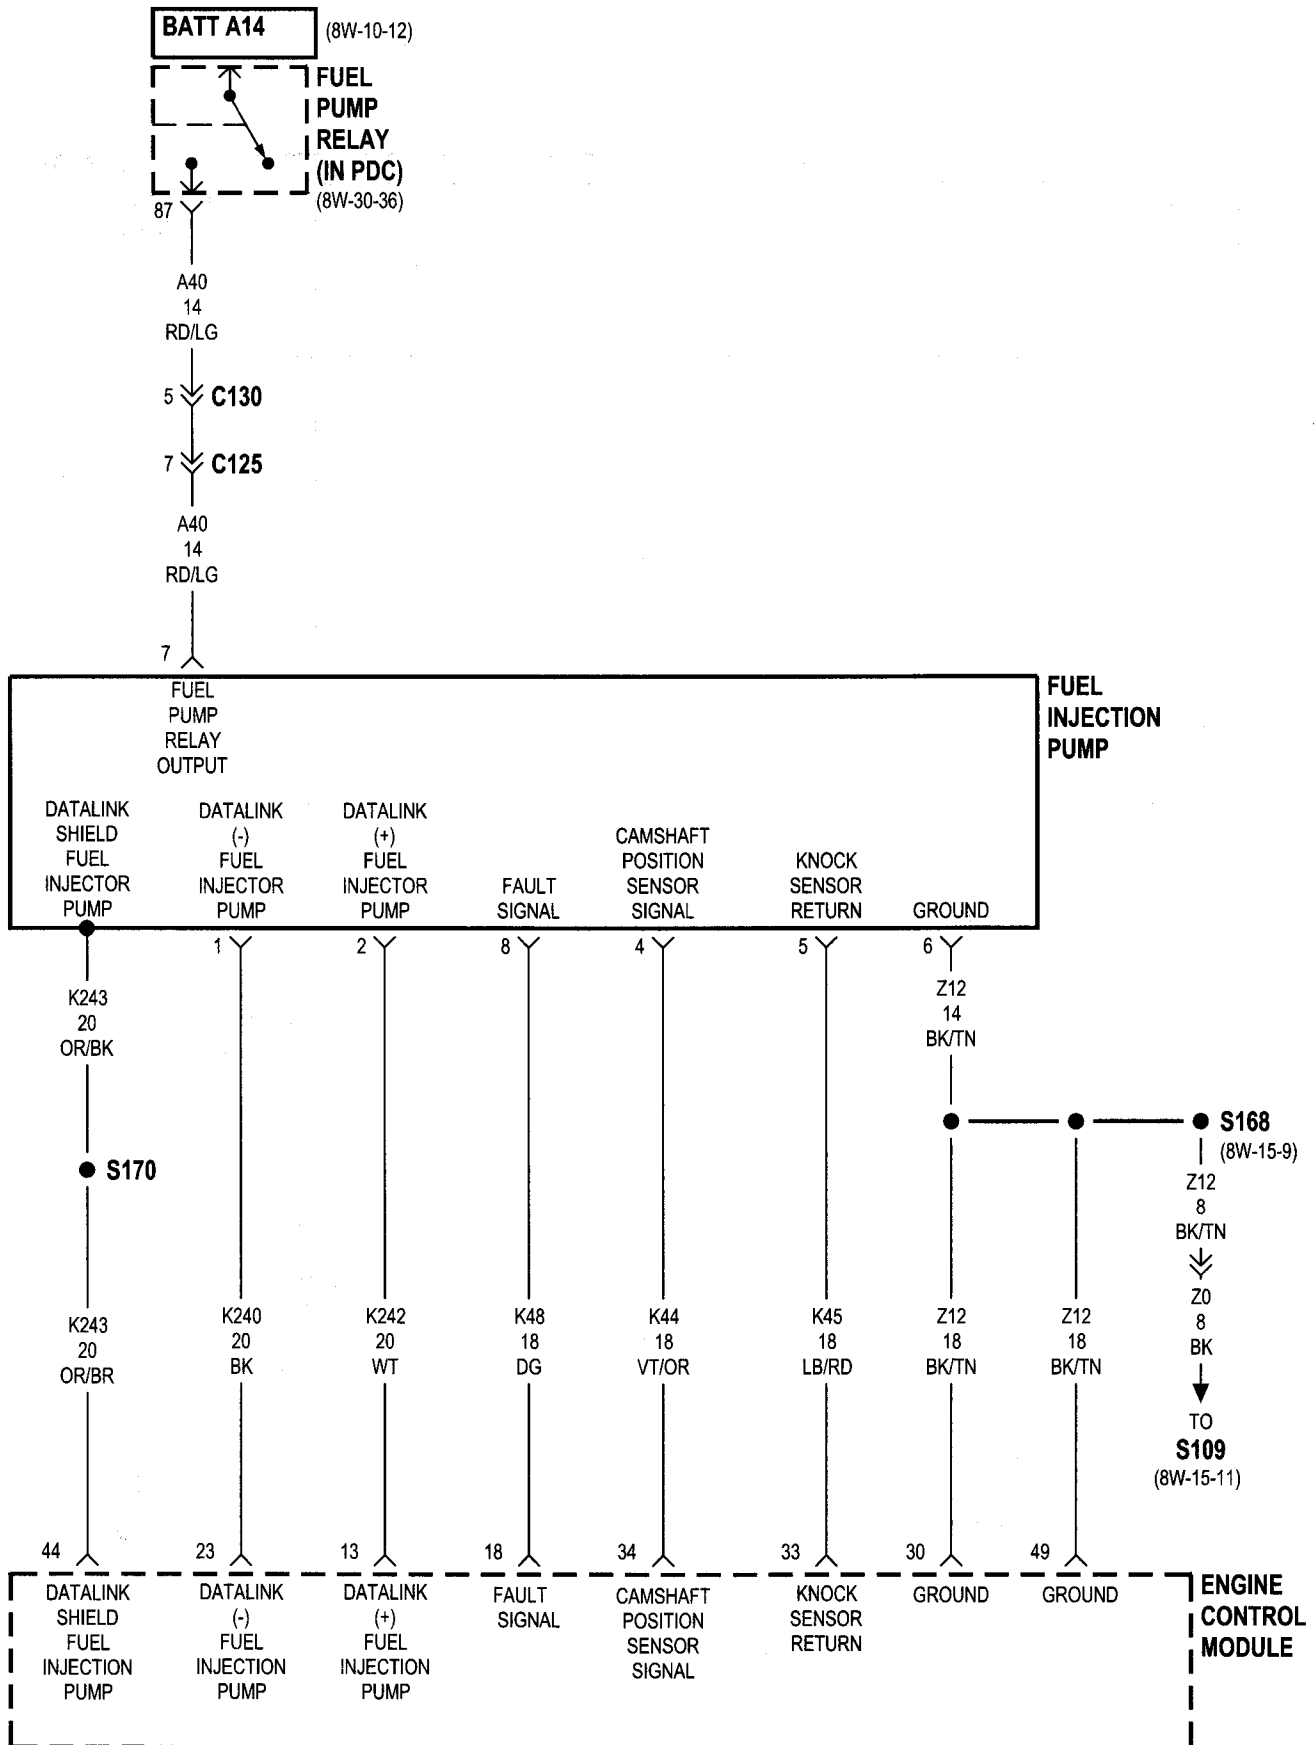 BATT A14
(8W-10-12)
FUEL
PUMP
RELAY
(IN PDC)
(8W-30-36)
87
A40
14
RD/LG
5
C130
7
C125
A40
14
RD/LG
7
FUEL
PUMP
RELAY
OUTPUT
FUEL
INJECTION
PUMP
DATALINK
SHIELD
FUEL
INJECTOR
PUMP
DATALINK
(-)
FUEL
INJECTOR
PUMP
DATALINK
(+)
FUEL
INJECTOR
PUMP
FAULT
SIGNAL
CAMSHAFT
POSITION
SENSOR
SIGNAL
KNOCK
SENSOR
RETURN
GROUND
1
2
8
4
5
6
K243
20
OR/BK
Z12
14
BK/TN
S170
S168
(8W-15-9)
Z12
8
BK/TN
Z0
8
BK
TO
S109
(8W-15-11)
K243
20
OR/BR
K240
20
BK
K242
20
WT
K48
18
DG
K44
18
VT/OR
K45
18
LB/RD
Z12
18
BK/TN
Z12
18
BK/TN
44
23
13
18
34
33
30
49
DATALINK
SHIELD
FUEL
INJECTION
PUMP
DATALINK
(-)
FUEL
INJECTION
PUMP
DATALINK
(+)
FUEL
INJECTION
PUMP
FAULT
SIGNAL
CAMSHAFT
POSITION
SENSOR
SIGNAL
KNOCK
SENSOR
RETURN
GROUND
GROUND
ENGINE
CONTROL
MODULE